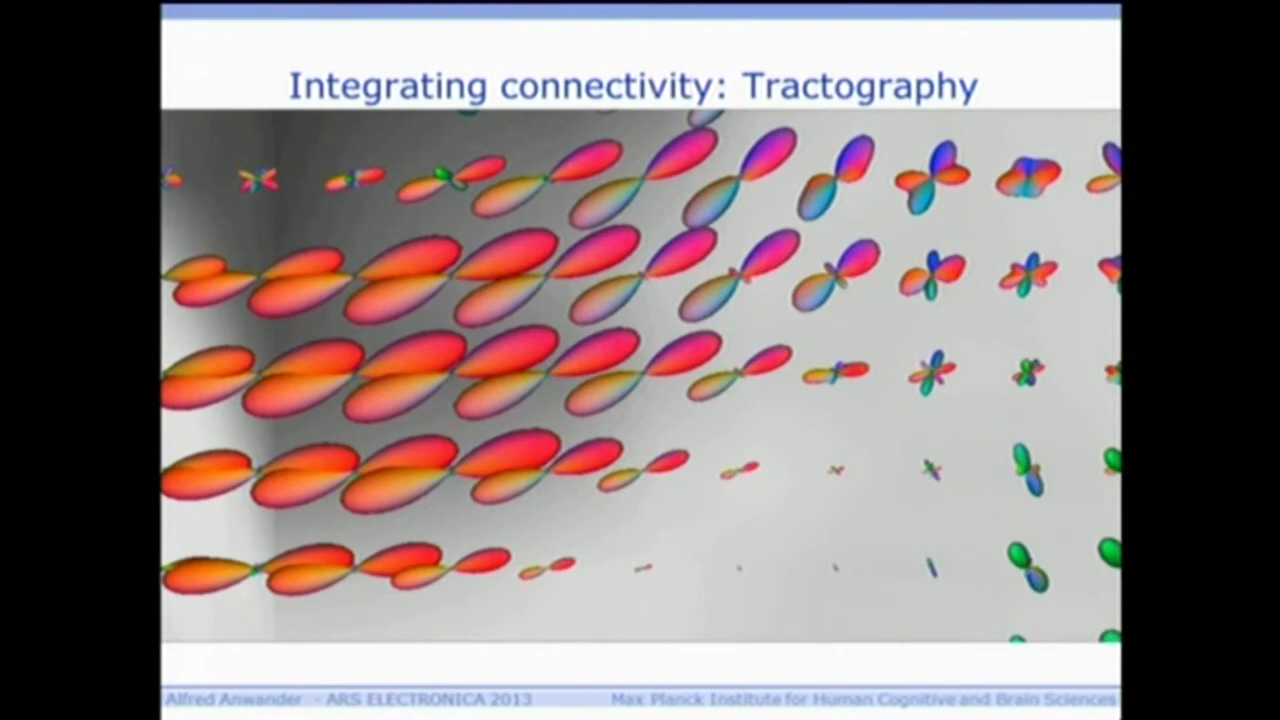 Integrating connectivity: Tractography
Alfred Anwander - ARS ELECTRONICA 2013 Max Planck Institute for Human Cognitive and Brain Sciences